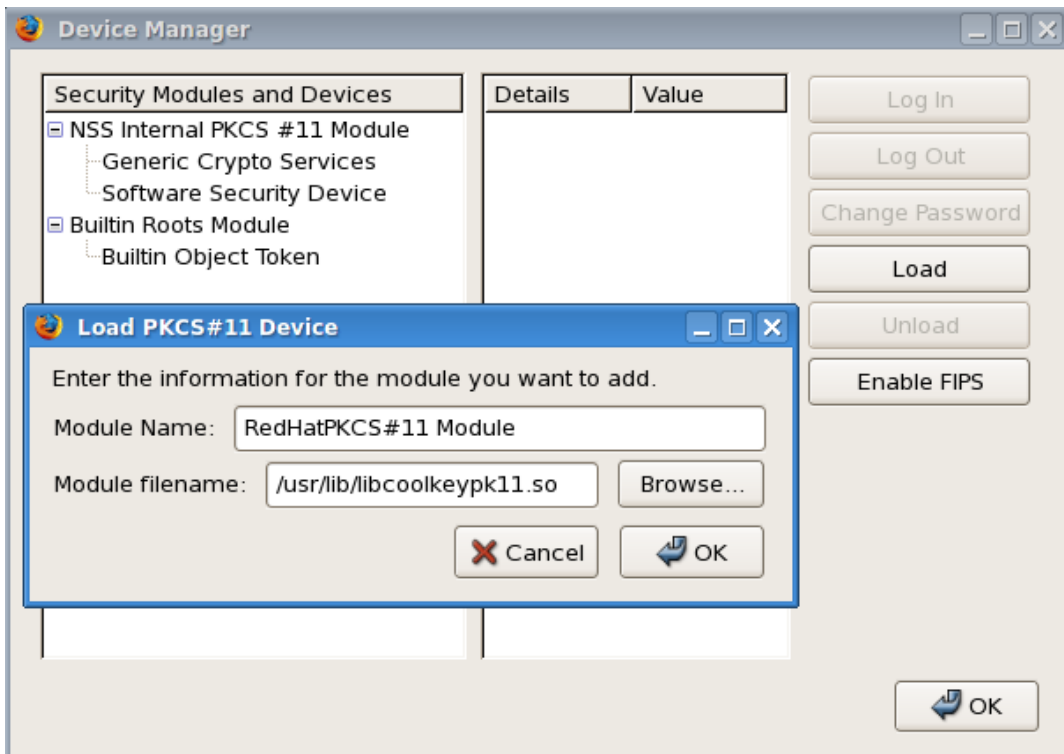 Device Manager
Security Modules and Devices
Details
Value
NSS Internal PKCS #11 Module
Generic Crypto Services
Software Security Device
Builtin Roots Module
Builtin Object Token
Log In
Log Out
Change Password
Load
Unload
Enable FIPS
Load PKCS#11 Device
Enter the information for the module you want to add.
Module Name: RedHatPKCS#11 Module
Module filename: /usr/lib/libcoolkeypk11.so Browse...
Cancel OK
OK